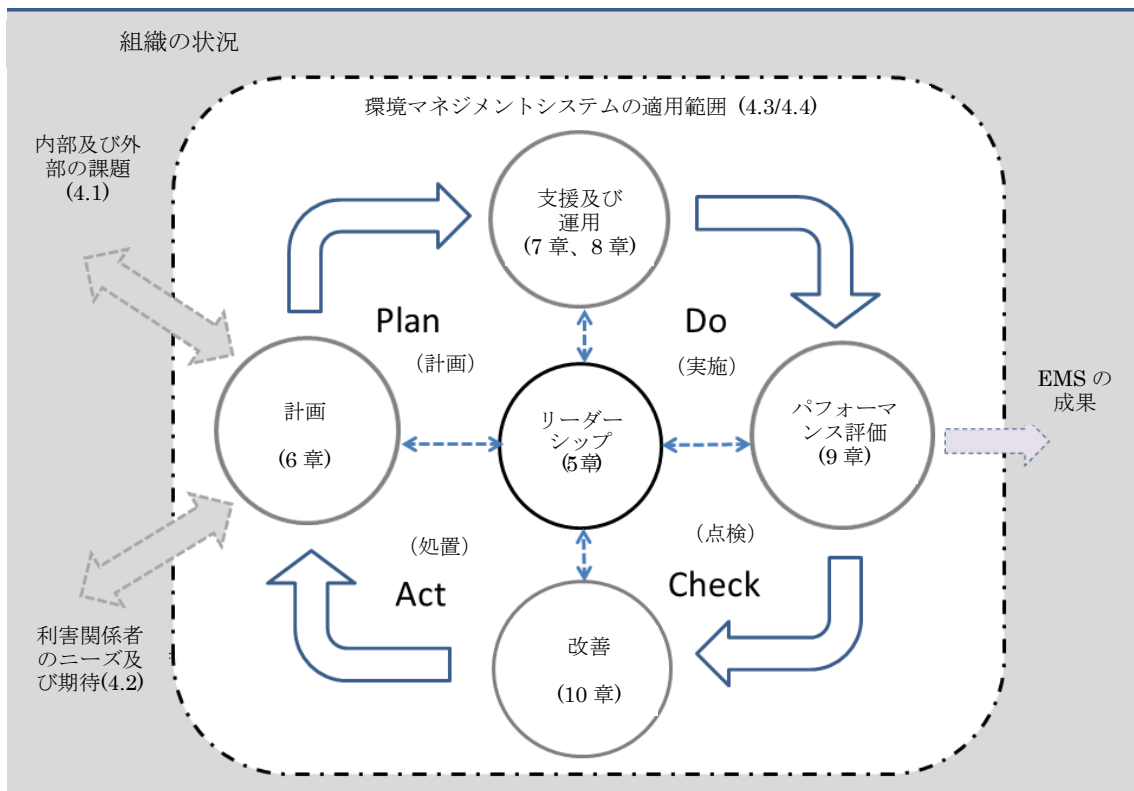 組織の状況
環境マネジメントシステムの適用範囲 (4.3/4.4)
内部及び外
部の課題
(4.1)
支援及び
運用
(7 章、8 章)
Plan
(計画)
Do
(実施)
計画
(6 章)
リーダー
シップ
(5章)
パフォーマ
ンス評価
(9 章)
EMS の
成果
(処置)
Act
(点検)
Check
利害関係者
のニーズ及
び期待(4.2)
改善
(10 章)